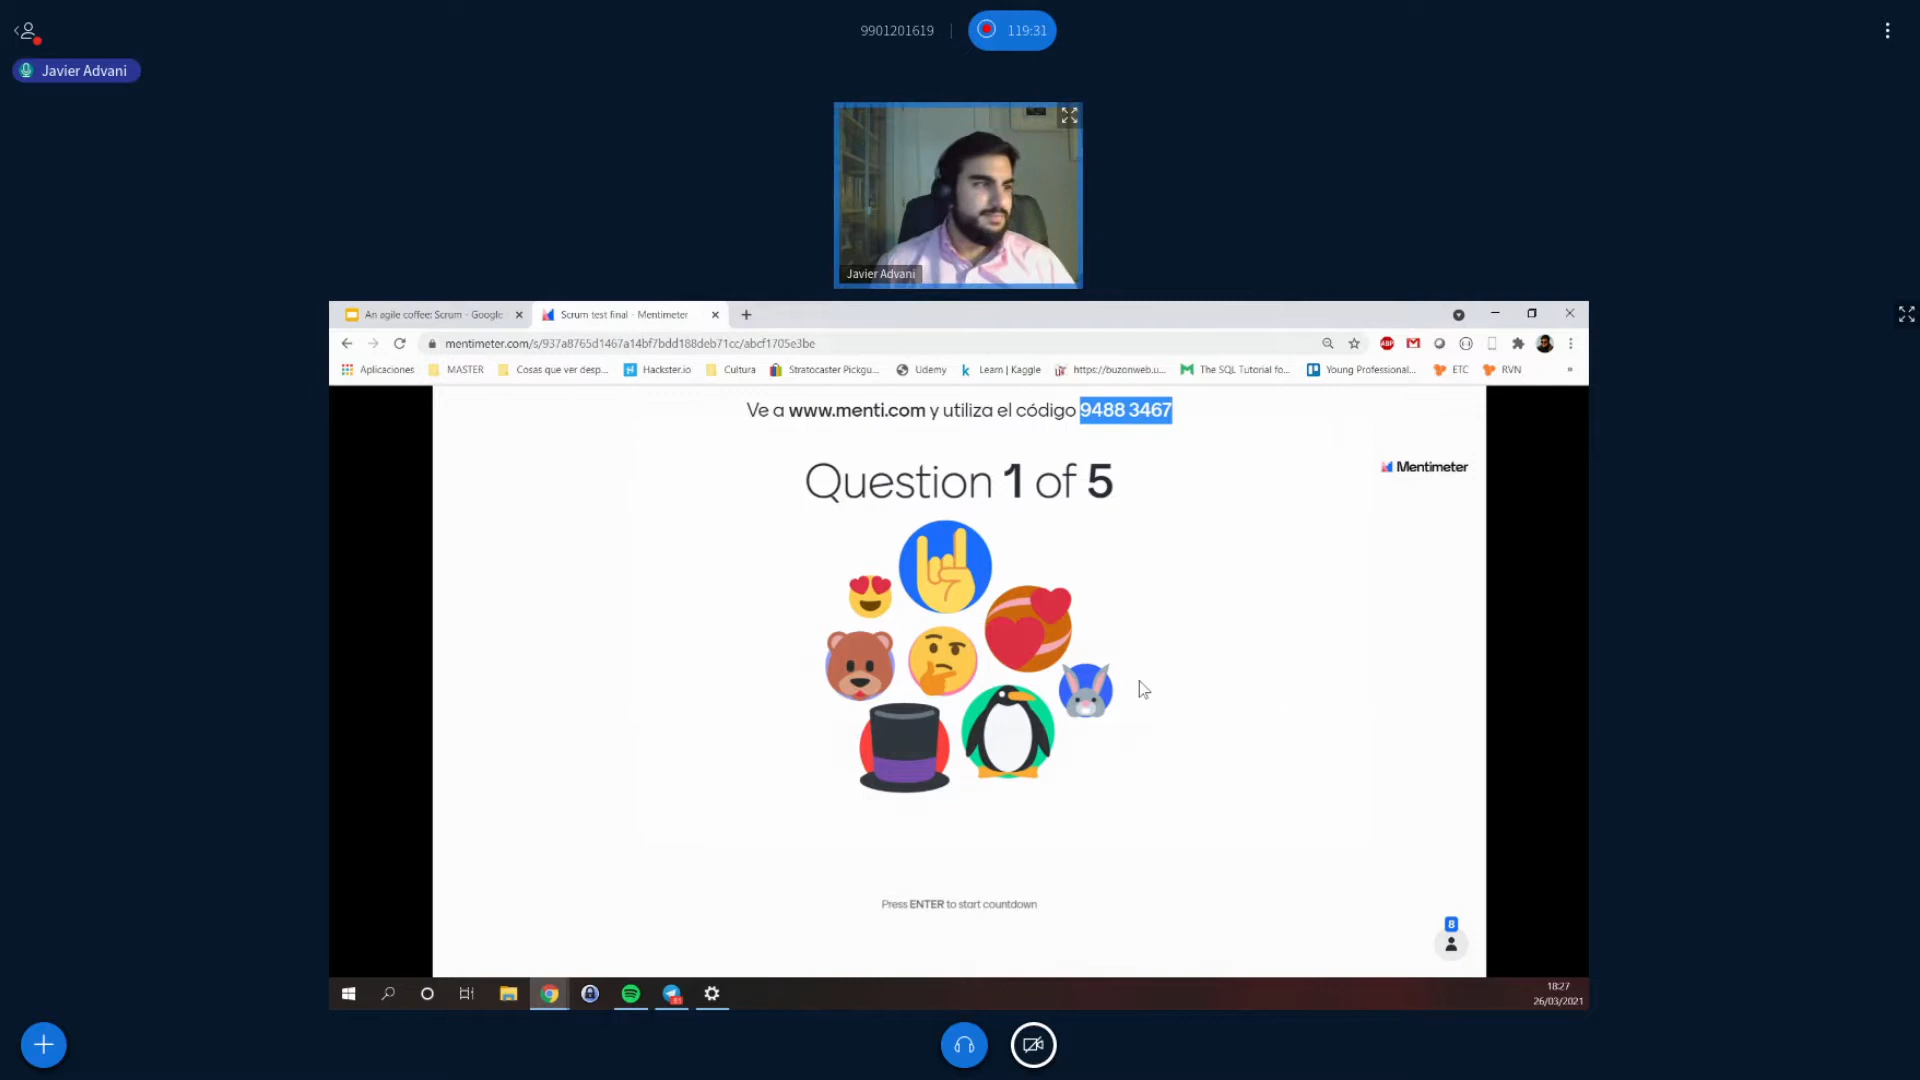 9901201619
119:31
Javier Advani
Javier Advani
An agile coffee: Scrum - Google
Scrum test final - Mentimeter
mentimeter.com/s/937a8765d1467a14bf7bdd188deb71cc/abcf1705e3be
ABP
Aplicaciones
MASTER
Cosas que ver desp...
Hackster.io
Cultura
Stratocaster Pickgu...
Udemy
Learn | Kaggle
https://buzonweb.u...
The SQL Tutorial fo...
Young Professional...
ETC
RVN
Ve a www.menti.com y utiliza el código 9488 3467
Mentimeter
Question 1 of 5
Press ENTER to start countdown
8
18:27
26/03/2021